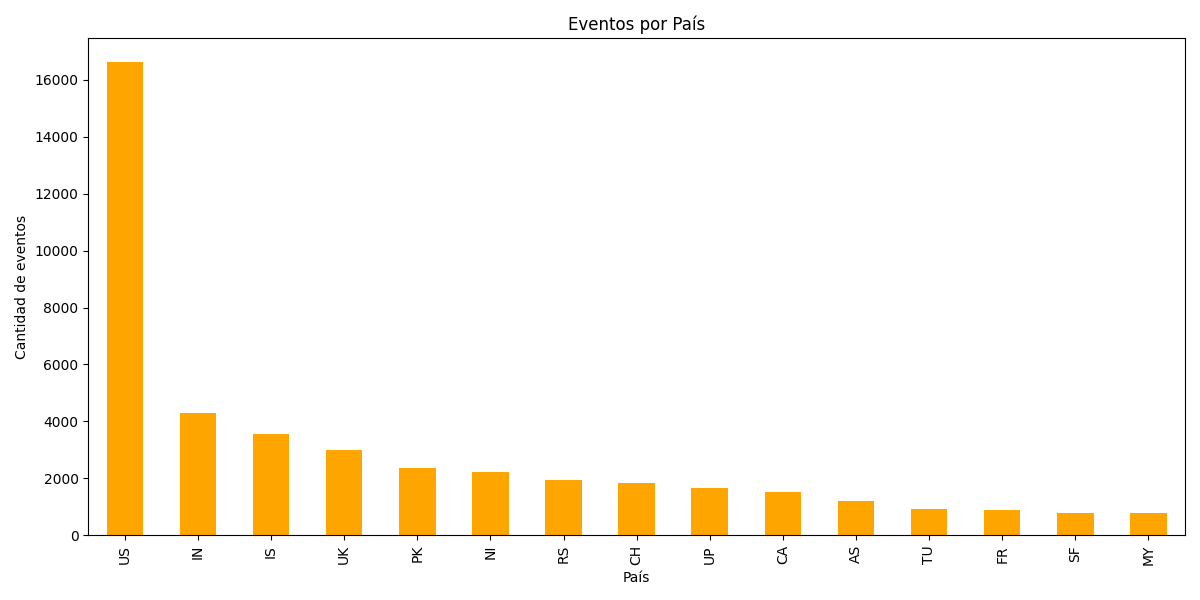 Eventos por País
Cantidad de eventos
16000
14000
12000
10000
8000
6000
4000
2000
0
US IN IS UK PK NI RS CH UP CA AS TU FR SF MY
País